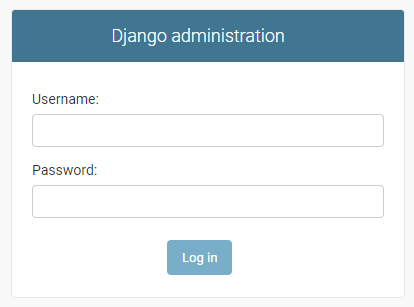 Django administration
Username:
Password:
Log in